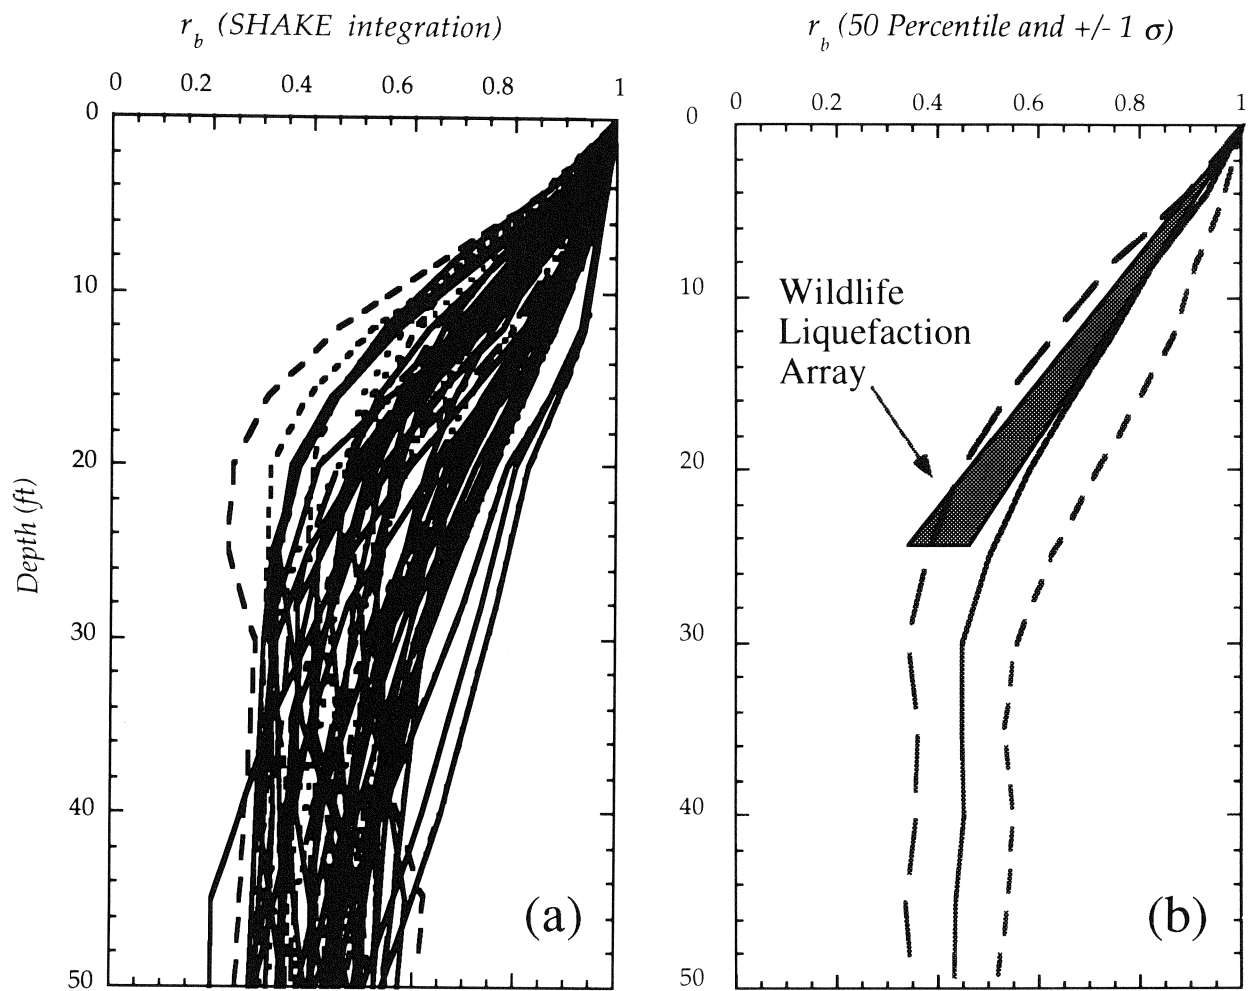 r_b (SHAKE integration)
0 0.2 0.4 0.6 0.8 1
0
10
20
30
40
50
Depth (ft)
(a)
r_b (50 Percentile and +/- 1 σ)
0 0.2 0.4 0.6 0.8 1
0
10
20
30
40
50
Wildlife
Liquefaction
Array
(b)